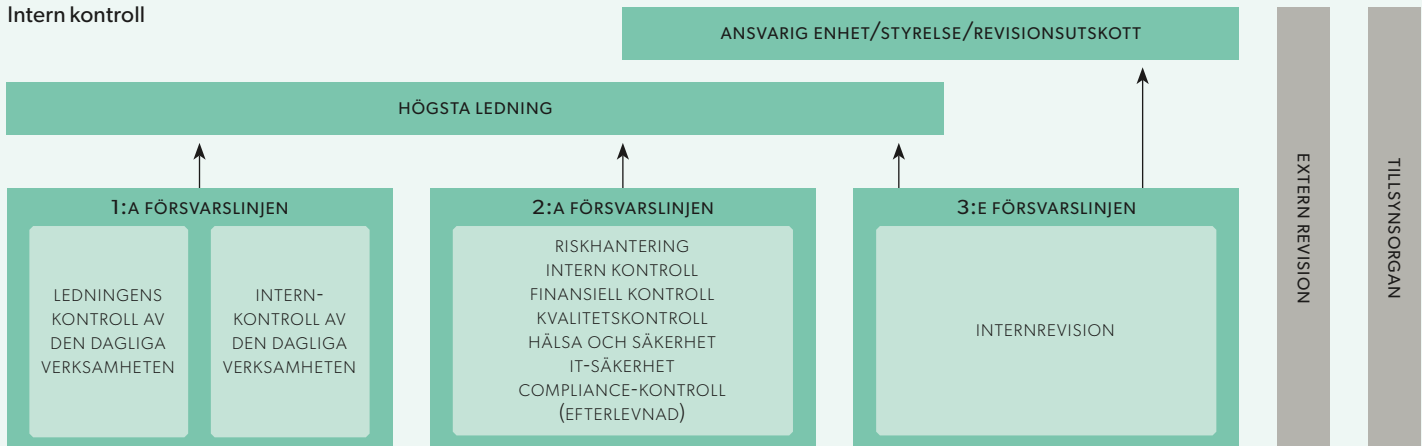 Intern kontroll
ANSVARIG ENHET/STYRELSE/REVISIONSUTSKOTT
HÖGSTA LEDNING
1:A FÖRSVARSLINJEN
LEDNINGENS
KONTROLL AV
DEN DAGLIGA
VERKSAMHETEN
INTERN-
KONTROLL AV
DEN DAGLIGA
VERKSAMHETEN
2:A FÖRSVARSLINJEN
RISKHANTERING
INTERN KONTROLL
FINANSIELL KONTROLL
KVALITETSKONTROLL
HÄLSA OCH SÄKERHET
IT-SÄKERHET
COMPLIANCE-KONTROLL
(EFTERLEVNAD)
3:E FÖRSVARSLINJEN
INTERNREVISION
EXTERN REVISION
TILLSYNSORGAN